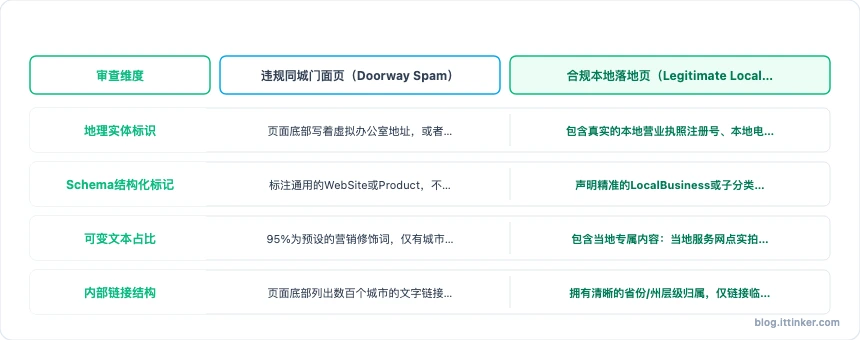 审查维度
违规同城门面页（Doorway Spam）
合规本地落地页（Legitimate Local...
地理实体标识
页面底部写着虚拟办公室地址，或者...
包含真实的本地营业执照注册号、本地电...
Schema结构化标记
标注通用的WebSite或Product，不...
声明精准的LocalBusiness或子分类...
可变文本占比
95%为预设的营销修饰词，仅有城市...
包含当地专属内容：当地服务网点实拍...
内部链接结构
页面底部列出数百个城市的文字链接...
拥有清晰的省份/州层级归属，仅链接临...
blog.ittinker.com